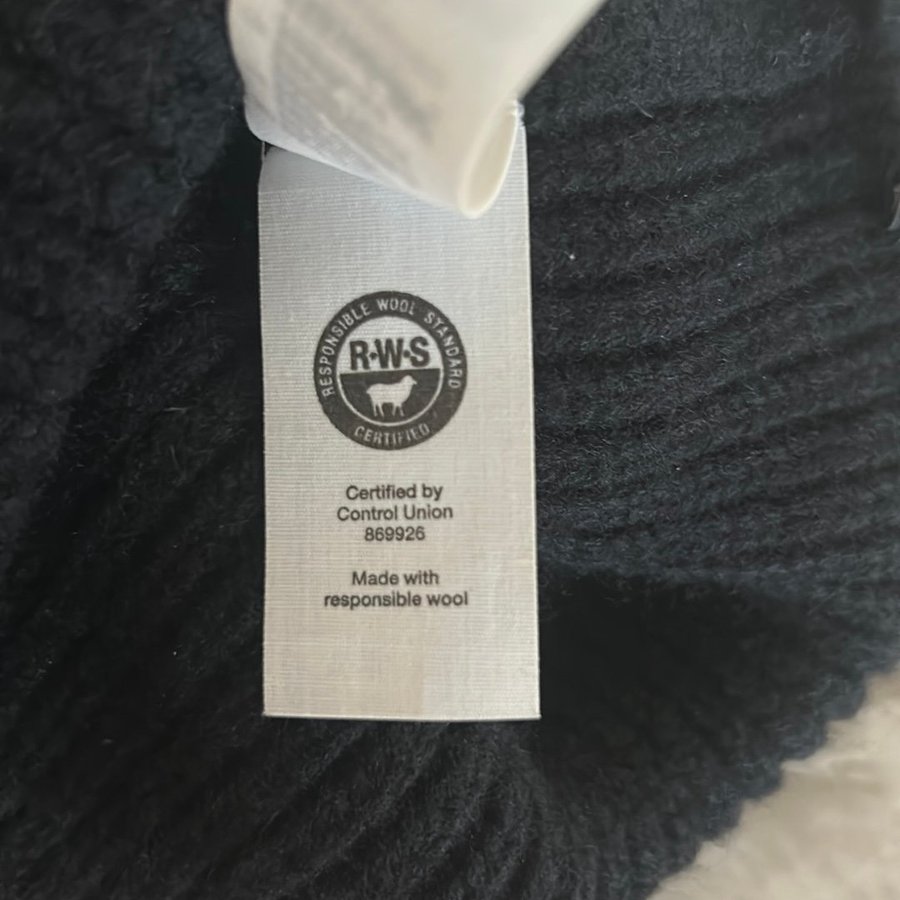 RESPONSIBLE WOOL STANDARD
R·W·S
CERTIFIED
Certified by
Control Union
869926
Made with
responsible wool